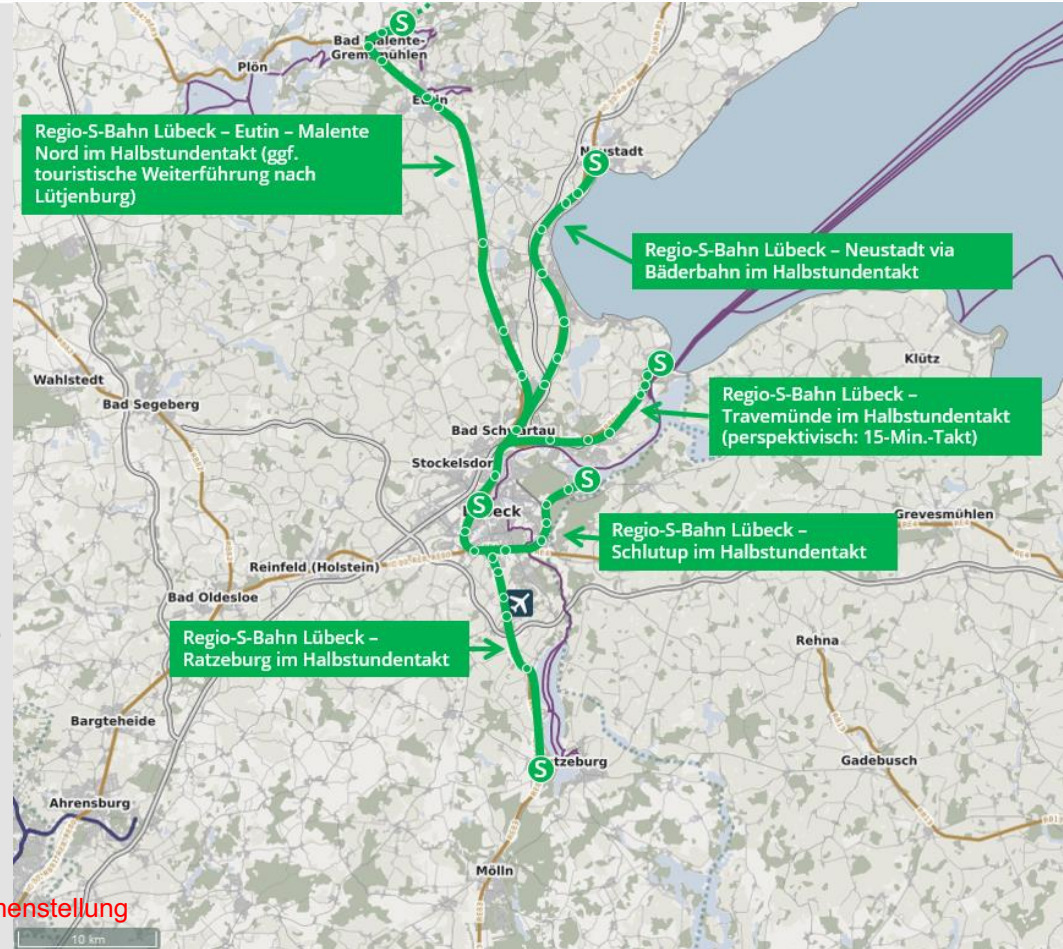 S
Bad Malente-
Gremsmühlen
Plön
Eutin
Regio-S-Bahn Lübeck – Eutin – Malente
Nord im Halbstundentakt (ggf.
touristische Weiterführung nach
Lütjenburg)
Neustadt
S
Regio-S-Bahn Lübeck – Neustadt via
Bäderbahn im Halbstundentakt
Klütz
S
Wahlstedt
Bad Segeberg
Regio-S-Bahn Lübeck –
Travemünde im Halbstundentakt
(perspektivisch: 15-Min.-Takt)
Bad Schwartau
Stockelsdor
S
S
Lübeck
Grevesmühlen
Regio-S-Bahn Lübeck –
Schlutup im Halbstundentakt
Reinfeld (Holstein)
Bad Oldesloe
Regio-S-Bahn Lübeck –
Ratzeburg im Halbstundentakt
Rehna
Bargteheide
S
tzeburg
Gadebusch
Ahrensburg
Mölln
menstellung
10 km